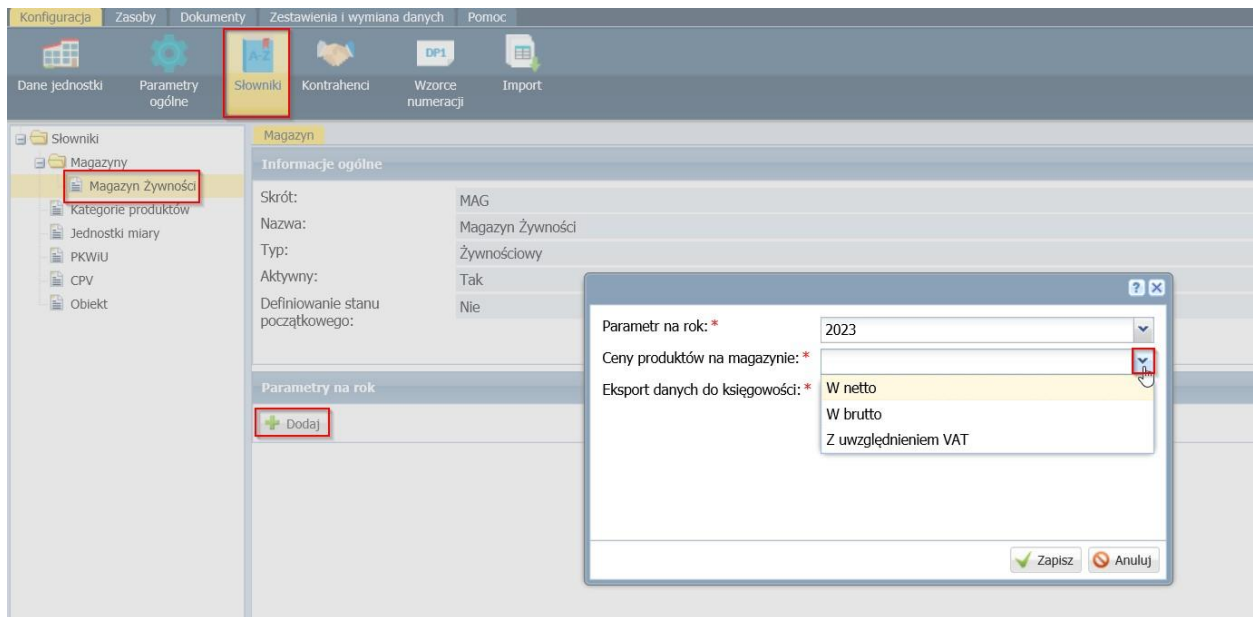 Konfiguracja Zasoby Dokumenty Zestawienia i wymiana danych Pomoc
A-Z DP1
Dane jednostki Parametry ogólne Słowniki Kontrahenci Wzorce numeracji Import
Słowniki
Magazyny
Magazyn Żywności
Kategorie produktów
Jednostki miary
PKWiU
CPV
Obiekt
Magazyn
Informacje ogólne
Skrót: MAG
Nazwa: Magazyn Żywności
Typ: Żywnościowy
Aktywny: Tak
Definiowanie stanu początkowego: Nie
Parametry na rok
Dodaj
?
Parametr na rok: * 2023
Ceny produktów na magazynie: *
Eksport danych do księgowości: *
W netto
W brutto
Z uwzględnieniem VAT
Zapisz Anuluj